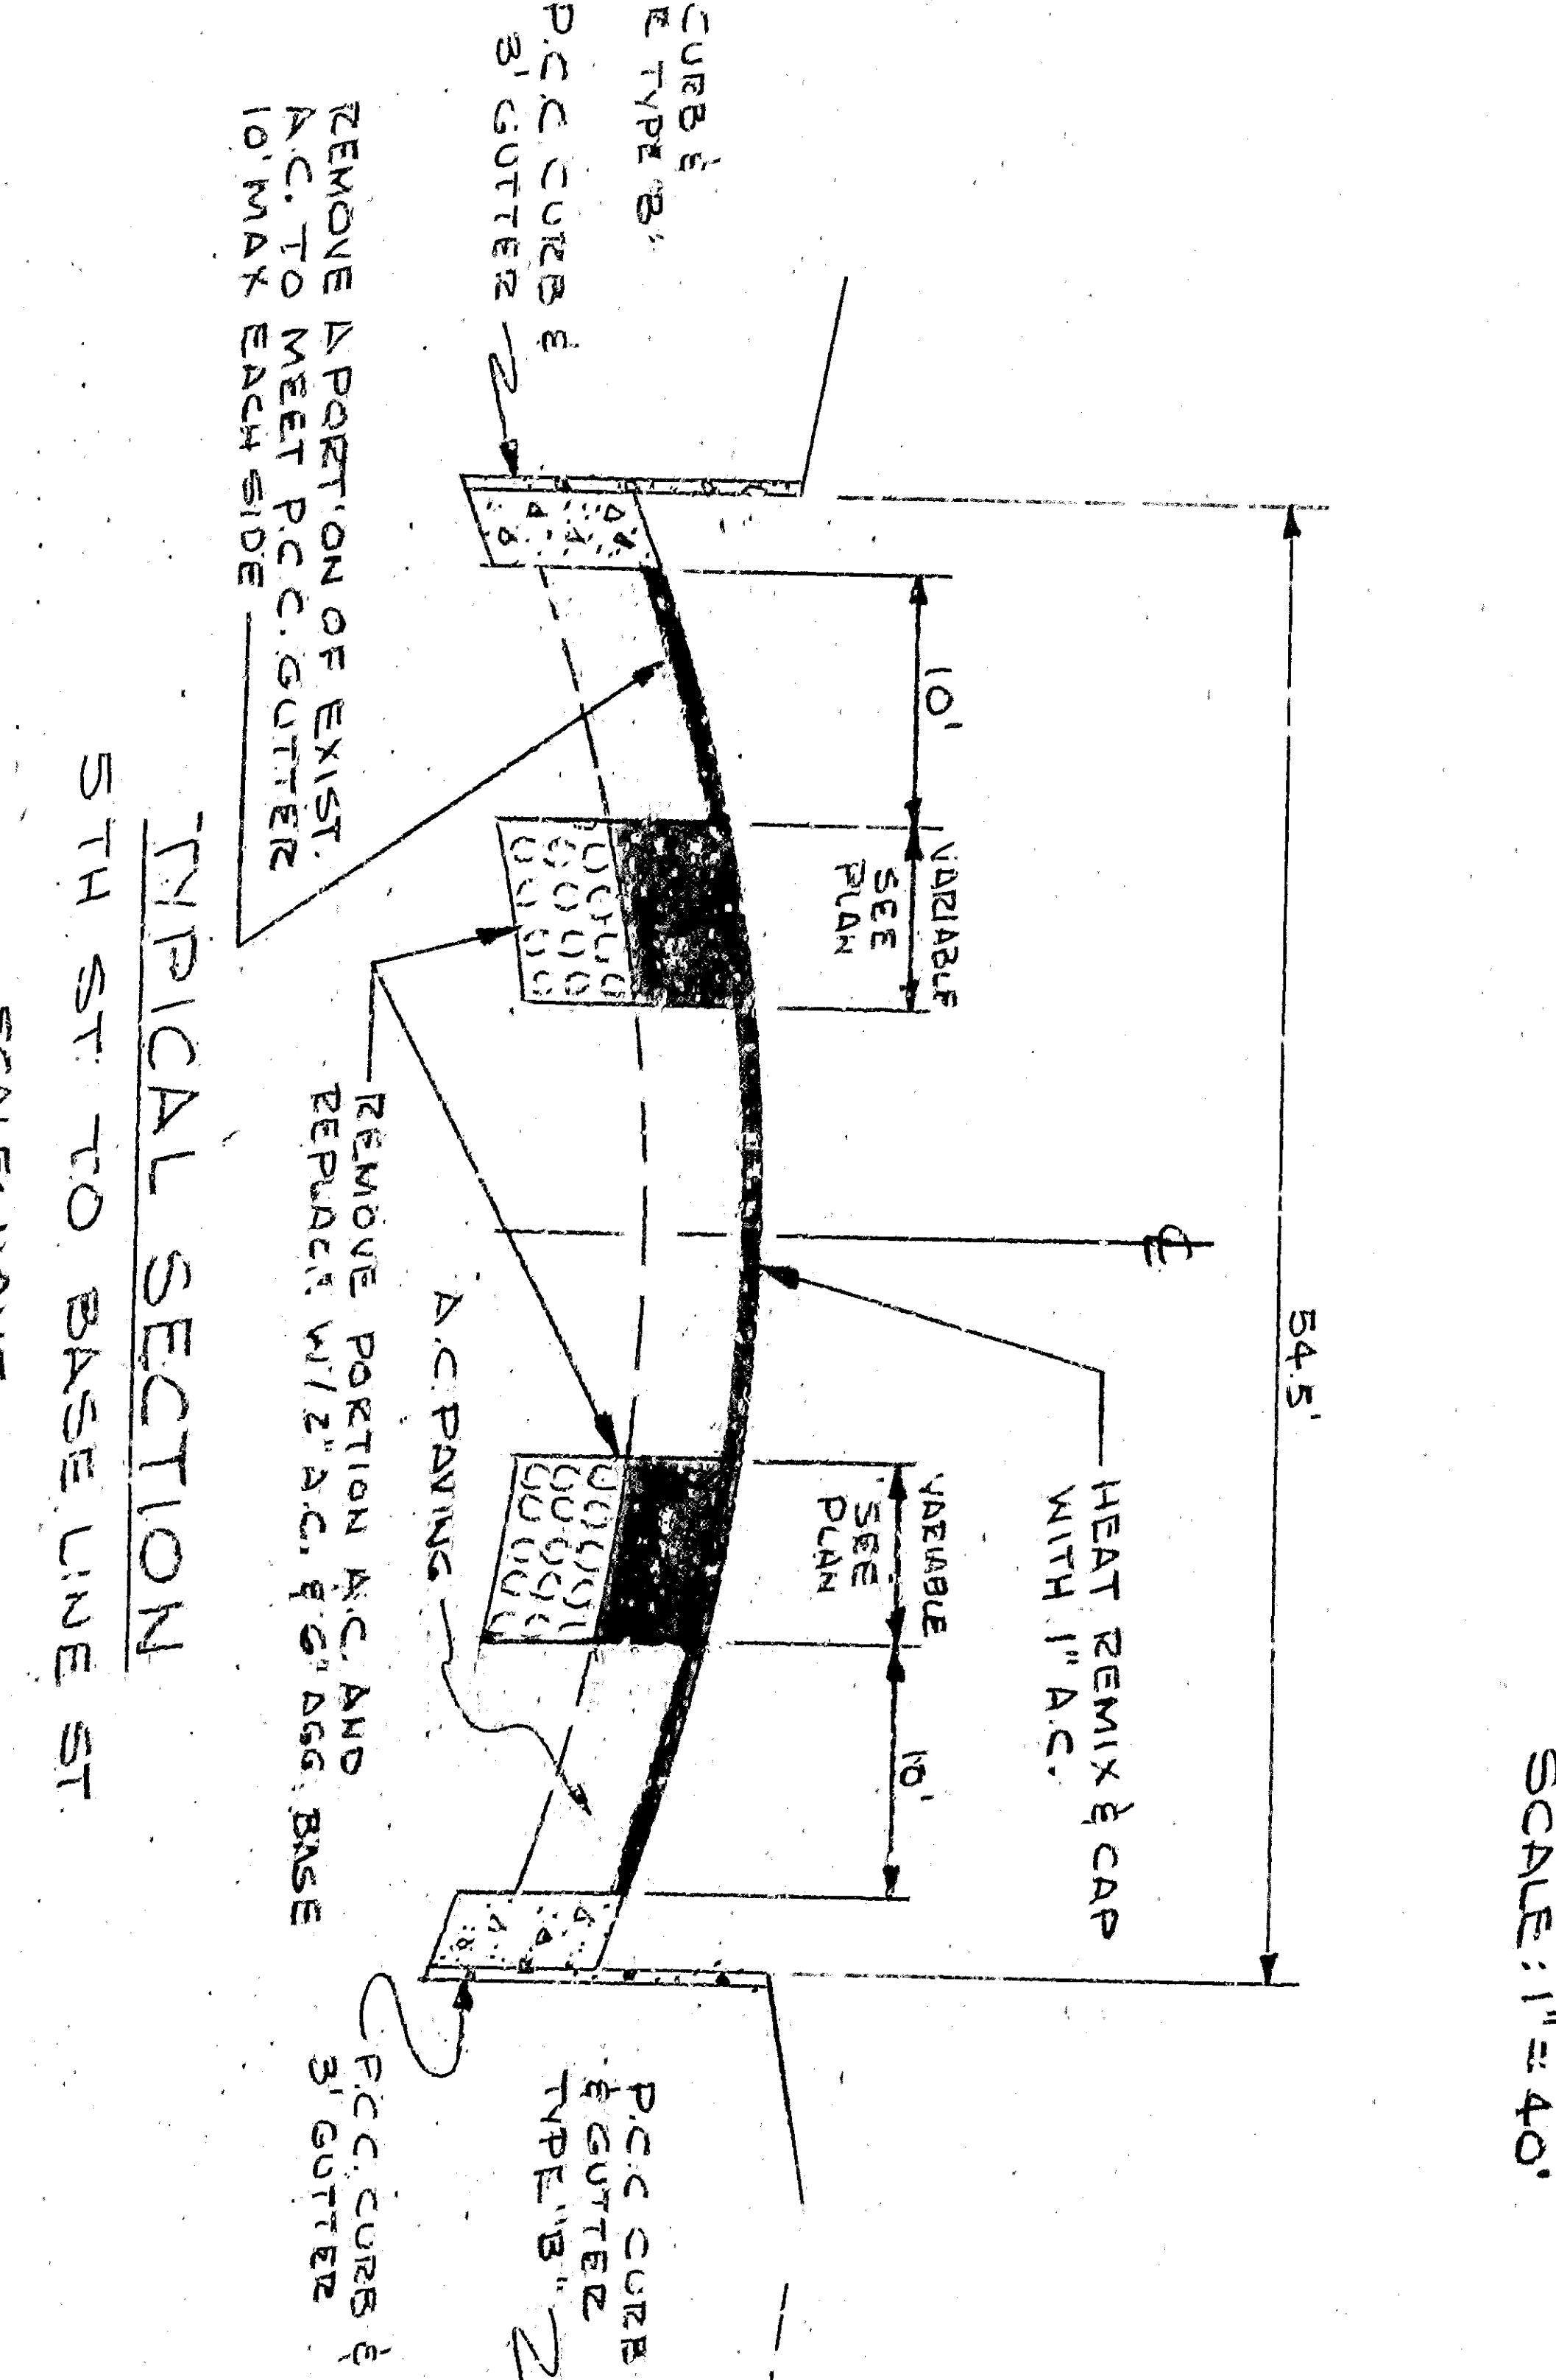 SCALE: 1" = 40'
54.5'
℄
HEAT REMIX & CAP
WITH 1" A.C.
10'
VARIABLE
SEE
PLAN
VARIABLE
SEE
PLAN
10'
CURB &
TYPE "B"
P.C.C CURB &
3' GUTTER
P.C.C CURB
& GUTTER
TYPE "B"
REMOVE A PORTION OF EXIST.
A.C. TO MEET P.C.C. GUTTER
10' MAX EACH SIDE
A.C. PAVING
REMOVE PORTION A.C AND
REPLACE W/ 2" A.C. & 6" AGG. BASE
P.C.C. CURB &
3' GUTTER
TYPICAL SECTION
5TH ST. TO BASE LINE ST.